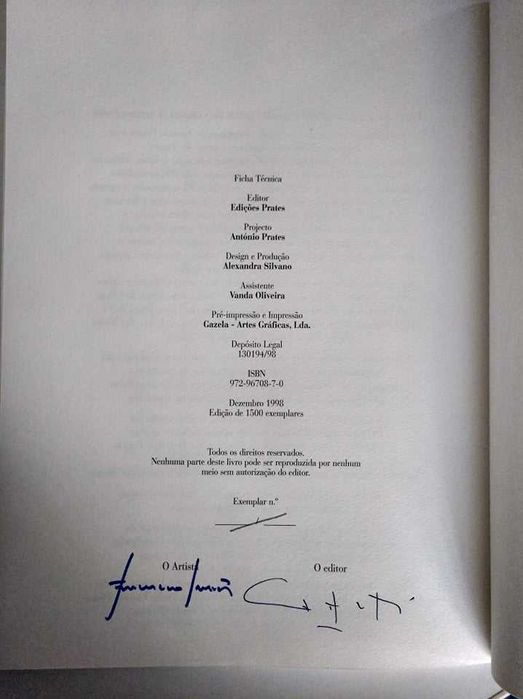 Ficha Técnica
Editor
Edições Prates
Projecto
António Prates
Design e Produção
Alexandra Silvano
Assistente
Vanda Oliveira
Pré-impressão e Impressão
Gazela - Artes Gráficas, Lda.
Depósito Legal
130194/98
ISBN
972-96708-7-0
Dezembro 1998
Edição de 1500 exemplares
Todos os direitos reservados.
Nenhuma parte deste livro pode ser reproduzida por nenhum
meio sem autorização do editor.
Exemplar n.º
O Artista
O editor